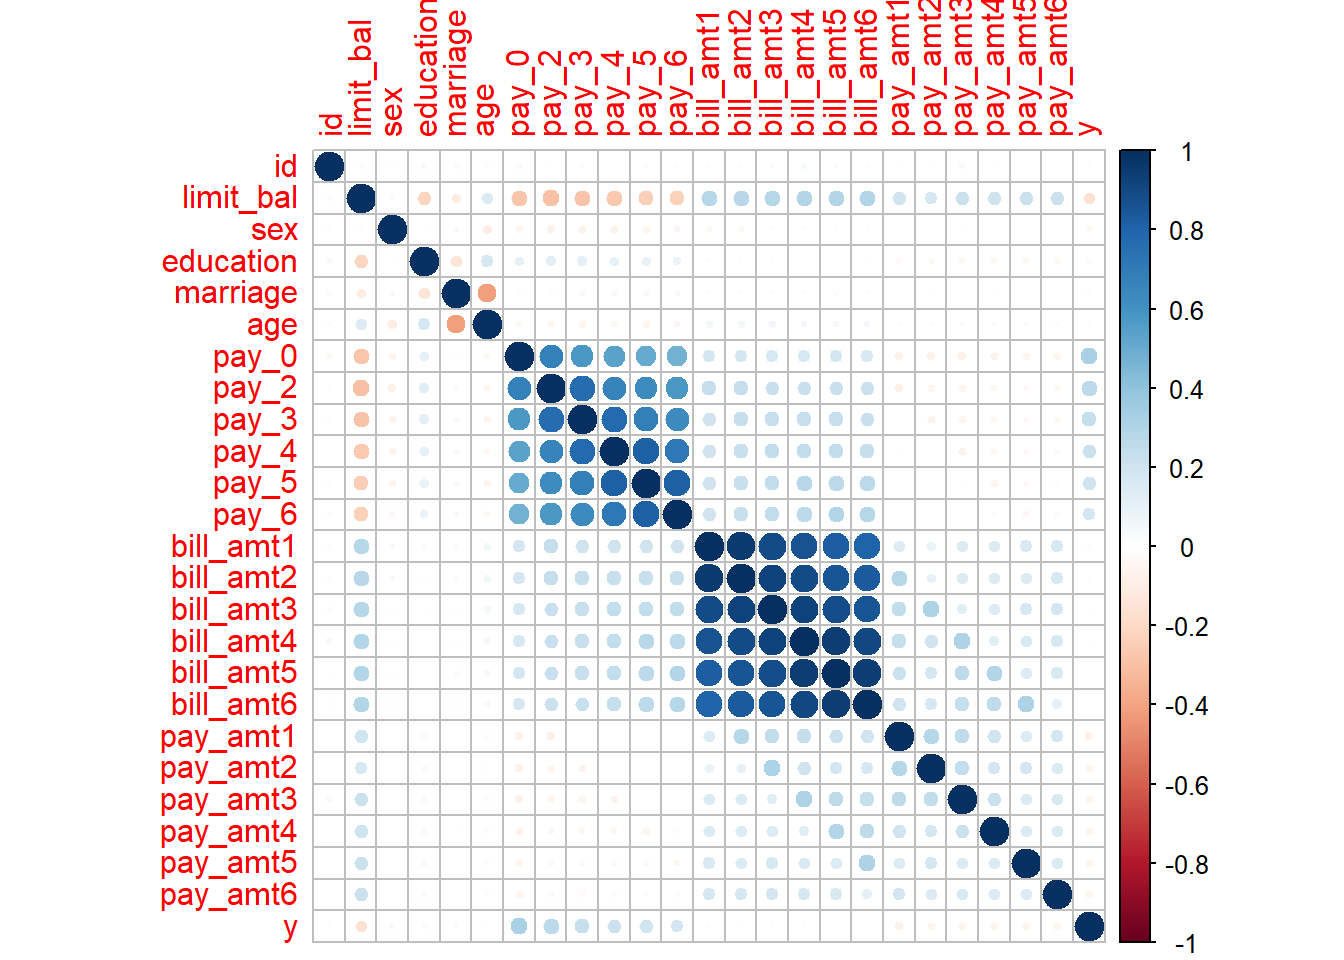 id
limit_bal
sex
education
marriage
age
pay_0
pay_2
pay_3
pay_4
pay_5
pay_6
bill_amt1
bill_amt2
bill_amt3
bill_amt4
bill_amt5
bill_amt6
pay_amt1
pay_amt2
pay_amt3
pay_amt4
pay_amt5
pay_amt6
y
id
limit_bal
sex
education
marriage
age
pay_0
pay_2
pay_3
pay_4
pay_5
pay_6
bill_amt1
bill_amt2
bill_amt3
bill_amt4
bill_amt5
bill_amt6
pay_amt1
pay_amt2
pay_amt3
pay_amt4
pay_amt5
pay_amt6
y
1
0.8
0.6
0.4
0.2
0
-0.2
-0.4
-0.6
-0.8
-1